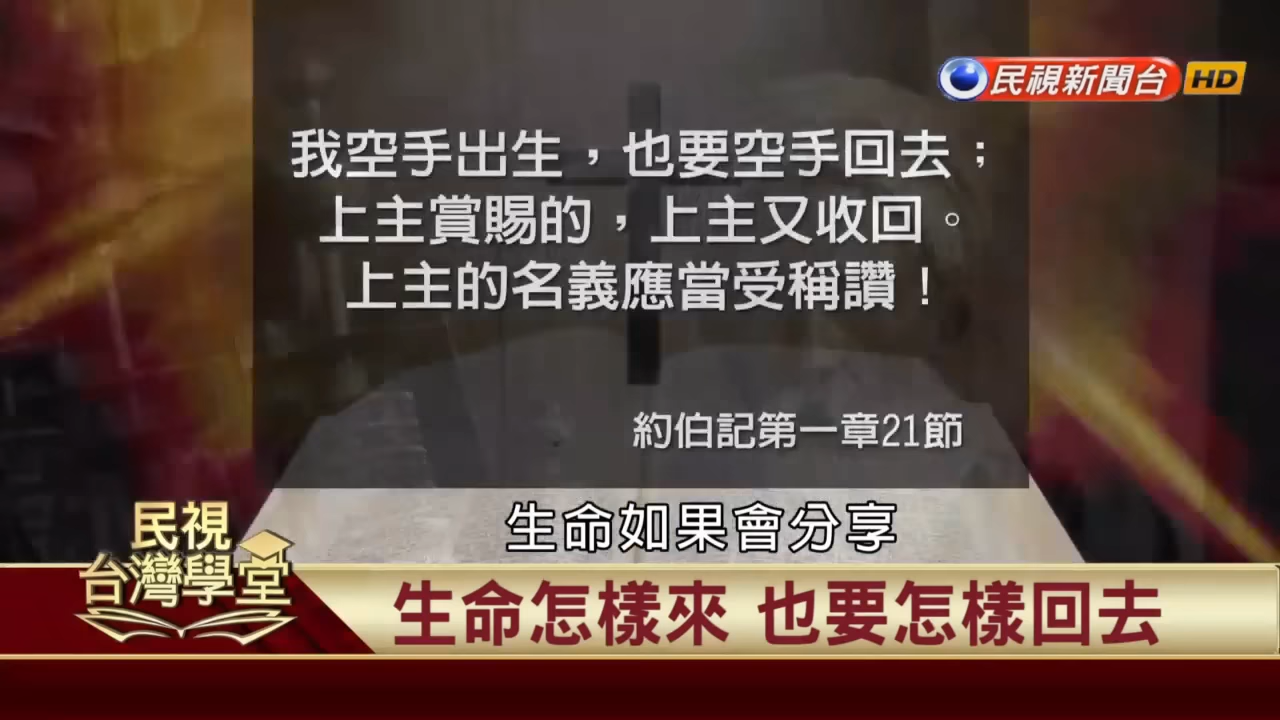 民視新聞台 HD
我空手出生，也要空手回去；
上主賞賜的，上主又收回。
上主的名義應當受稱讚！
約伯記第一章21節
生命如果會分享
民視
台灣學堂
生命怎樣來 也要怎樣回去